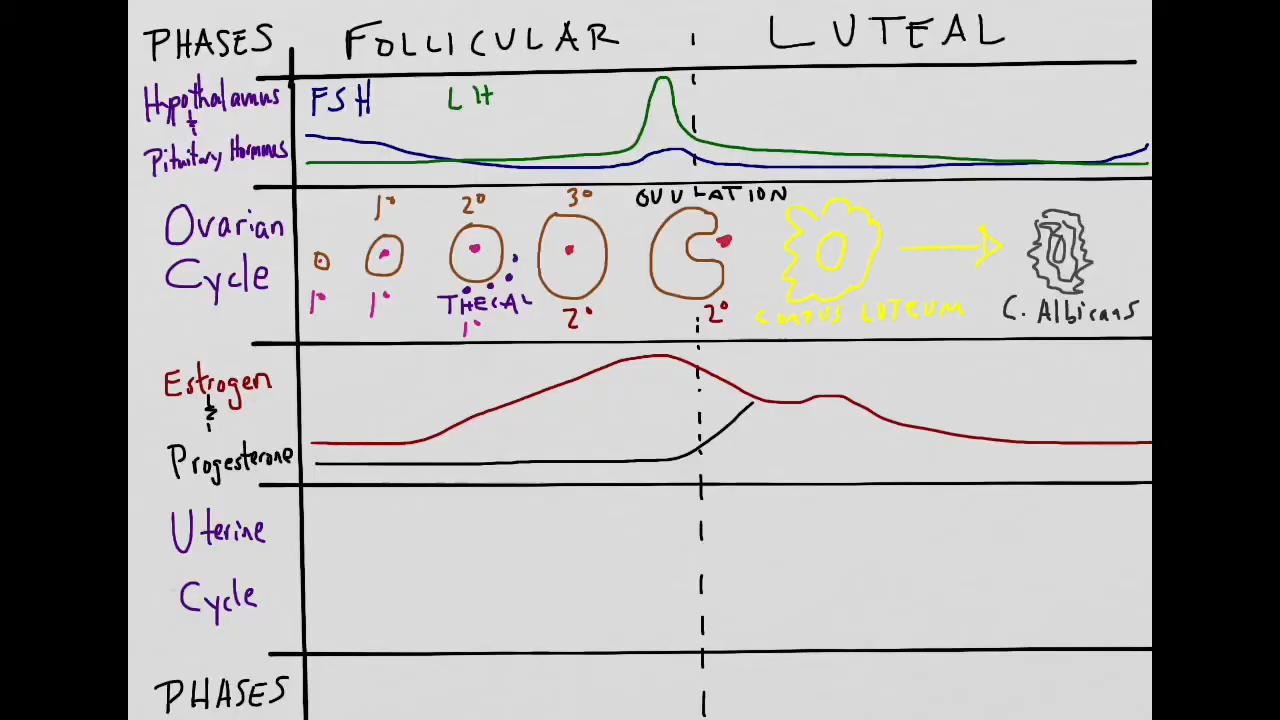 PHASES FOLLICULAR LUTEAL
Hypothalamus
+
Pituitary Hormones
FSH LH
OVULATION
Ovarian
Cycle
1° 2° 3°
1° 1° THECAL 1° 2° 2°
CORPUS LUTEUM
C. Albicans
Estrogen
&
Progesterone
Uterine
Cycle
PHASES